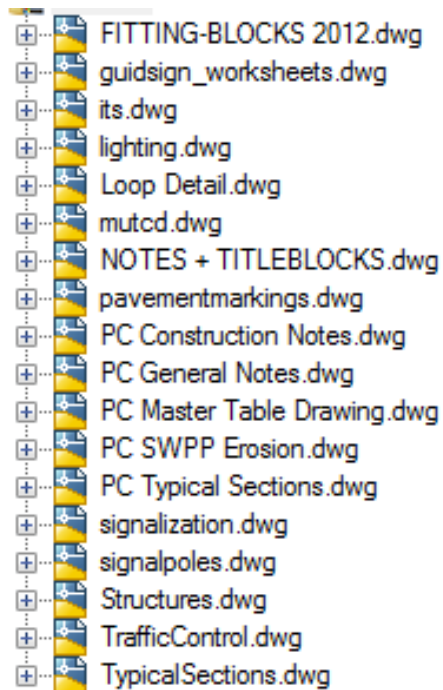 FITTING-BLOCKS 2012.dwg
guidsign_worksheets.dwg
its.dwg
lighting.dwg
Loop Detail.dwg
mutcd.dwg
NOTES + TITLEBLOCKS.dwg
pavementmarkings.dwg
PC Construction Notes.dwg
PC General Notes.dwg
PC Master Table Drawing.dwg
PC SWPP Erosion.dwg
PC Typical Sections.dwg
signalization.dwg
signalpoles.dwg
Structures.dwg
TrafficControl.dwg
TypicalSections.dwg